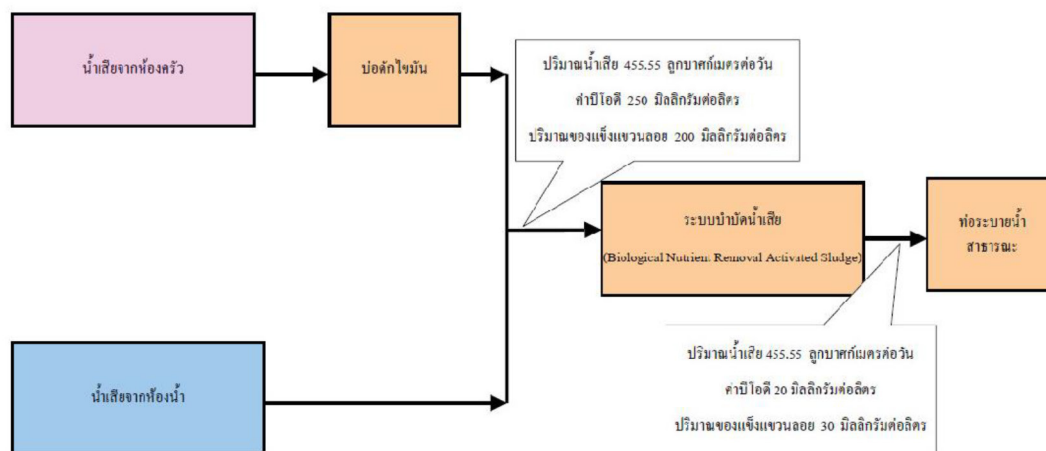 น้ำเสียจากห้องครัว
บ่อดักไขมัน
ปริมาณน้ำเสีย 455.55 ลูกบาศก์เมตรต่อวัน
ค่าบีโอดี 250 มิลลิกรัมต่อลิตร
ปริมาณของแข็งแขวนลอย 200 มิลลิกรัมต่อลิตร
ระบบบำบัดน้ำเสีย
(Biological Nutrient Removal Activated Sludge)
ท่อระบายน้ำ
สาธารณะ
น้ำเสียจากห้องน้ำ
ปริมาณน้ำเสีย 455.55 ลูกบาศก์เมตรต่อวัน
ค่าบีโอดี 20 มิลลิกรัมต่อลิตร
ปริมาณของแข็งแขวนลอย 30 มิลลิกรัมต่อลิตร